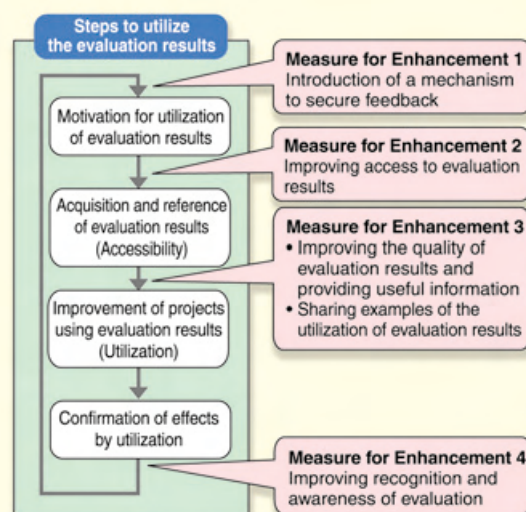 Steps to utilize
the evaluation results
Motivation for utilization
of evaluation results
Acquisition and reference
of evaluation results
(Accessibility)
Improvement of projects
using evaluation results
(Utilization)
Confirmation of effects
by utilization
Measure for Enhancement 1
Introduction of a mechanism
to secure feedback
Measure for Enhancement 2
Improving access to evaluation
results
Measure for Enhancement 3
• Improving the quality of
evaluation results and
providing useful information
• Sharing examples of the
utilization of evaluation results
Measure for Enhancement 4
Improving recognition and
awareness of evaluation